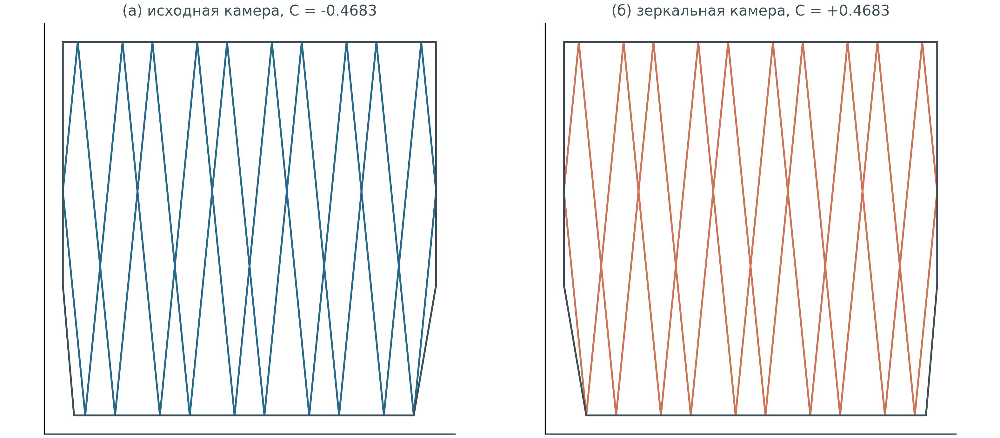 (а) исходная камера, C = -0.4683
(б) зеркальная камера, C = +0.4683